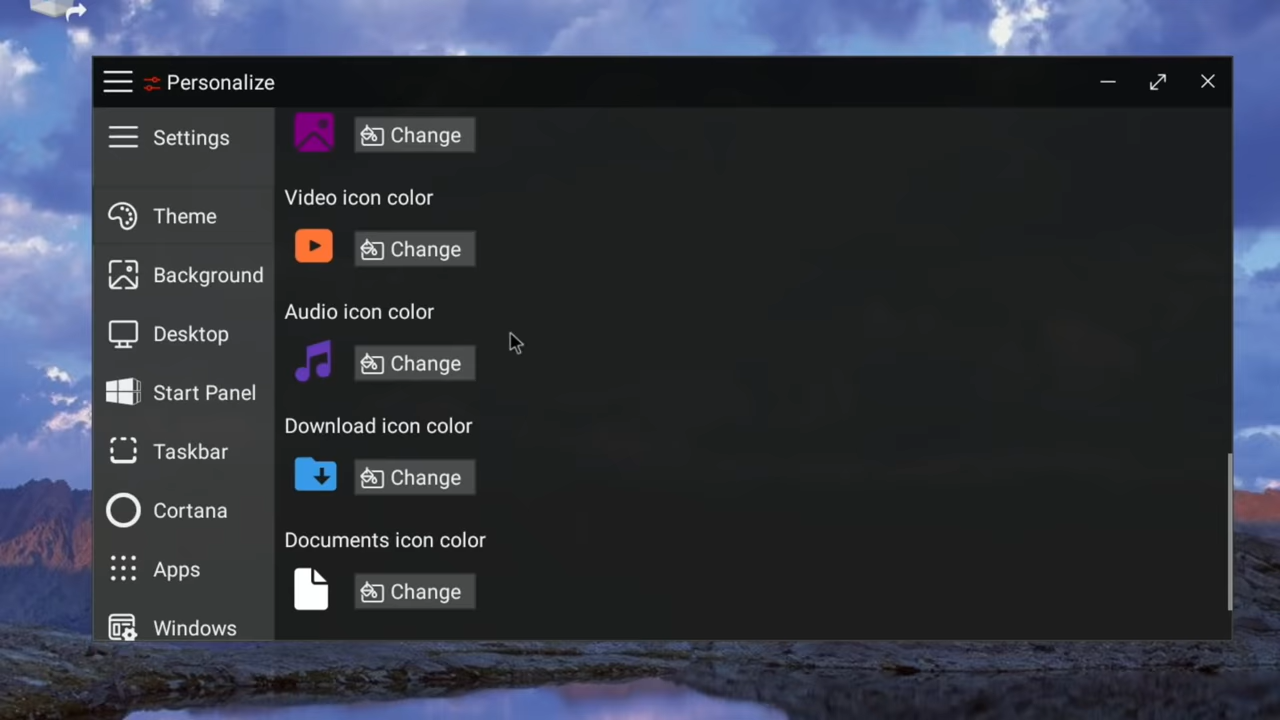 Personalize
Settings
Theme
Background
Desktop
Start Panel
Taskbar
Cortana
Apps
Windows
Change
Video icon color
Change
Audio icon color
Change
Download icon color
Change
Documents icon color
Change